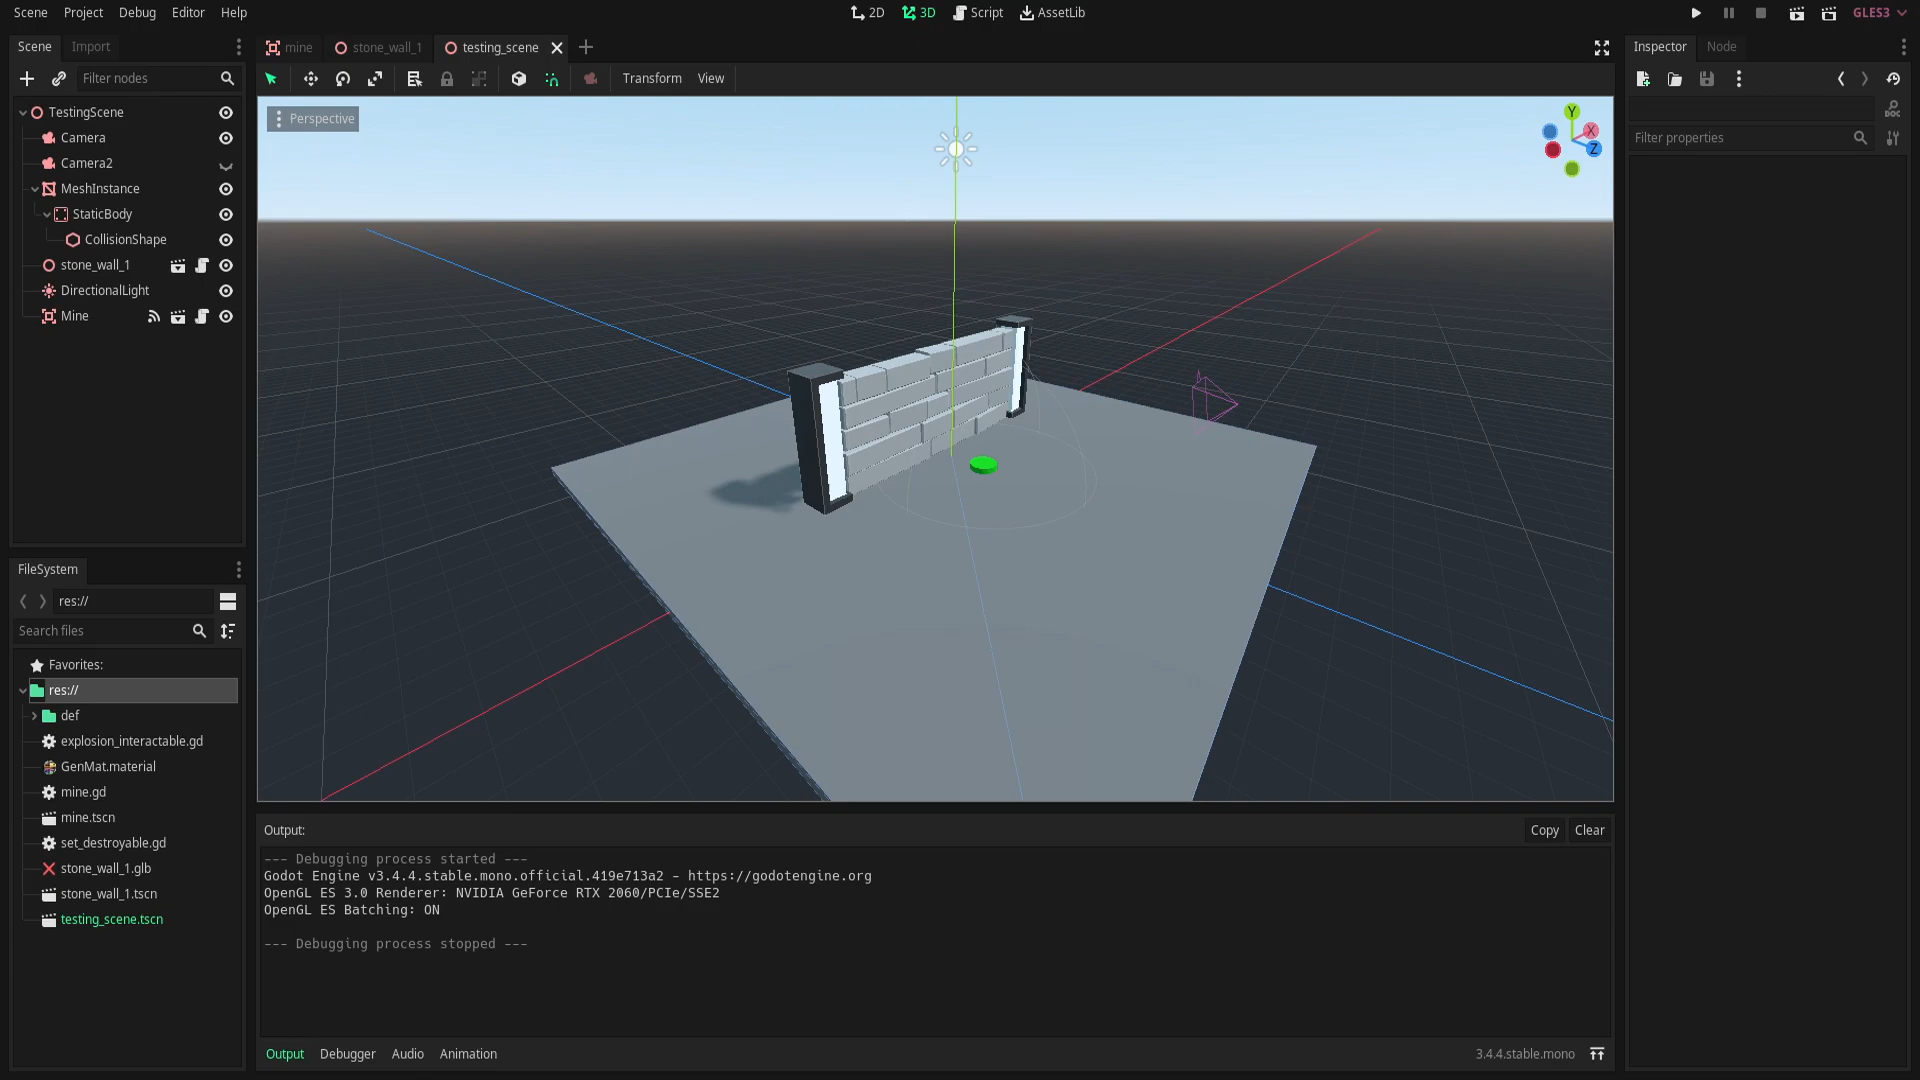 Scene Project Debug Editor Help
2D 3D Script AssetLib
GLES3
Scene Import
Filter nodes
TestingScene
Camera
Camera2
MeshInstance
StaticBody
CollisionShape
stone_wall_1
DirectionalLight
Mine
FileSystem
res://
Search files
Favorites:
res://
def
explosion_interactable.gd
GenMat.material
mine.gd
mine.tscn
set_destroyable.gd
stone_wall_1.glb
stone_wall_1.tscn
testing_scene.tscn
mine stone_wall_1 testing_scene
Transform View
Perspective
Y
X
Z
Output:
Copy Clear
--- Debugging process started ---
Godot Engine v3.4.4.stable.mono.official.419e713a2 - https://godotengine.org
OpenGL ES 3.0 Renderer: NVIDIA GeForce RTX 2060/PCIe/SSE2
OpenGL ES Batching: ON
--- Debugging process stopped ---
Output Debugger Audio Animation
3.4.4.stable.mono
Inspector Node
DOC
Filter properties